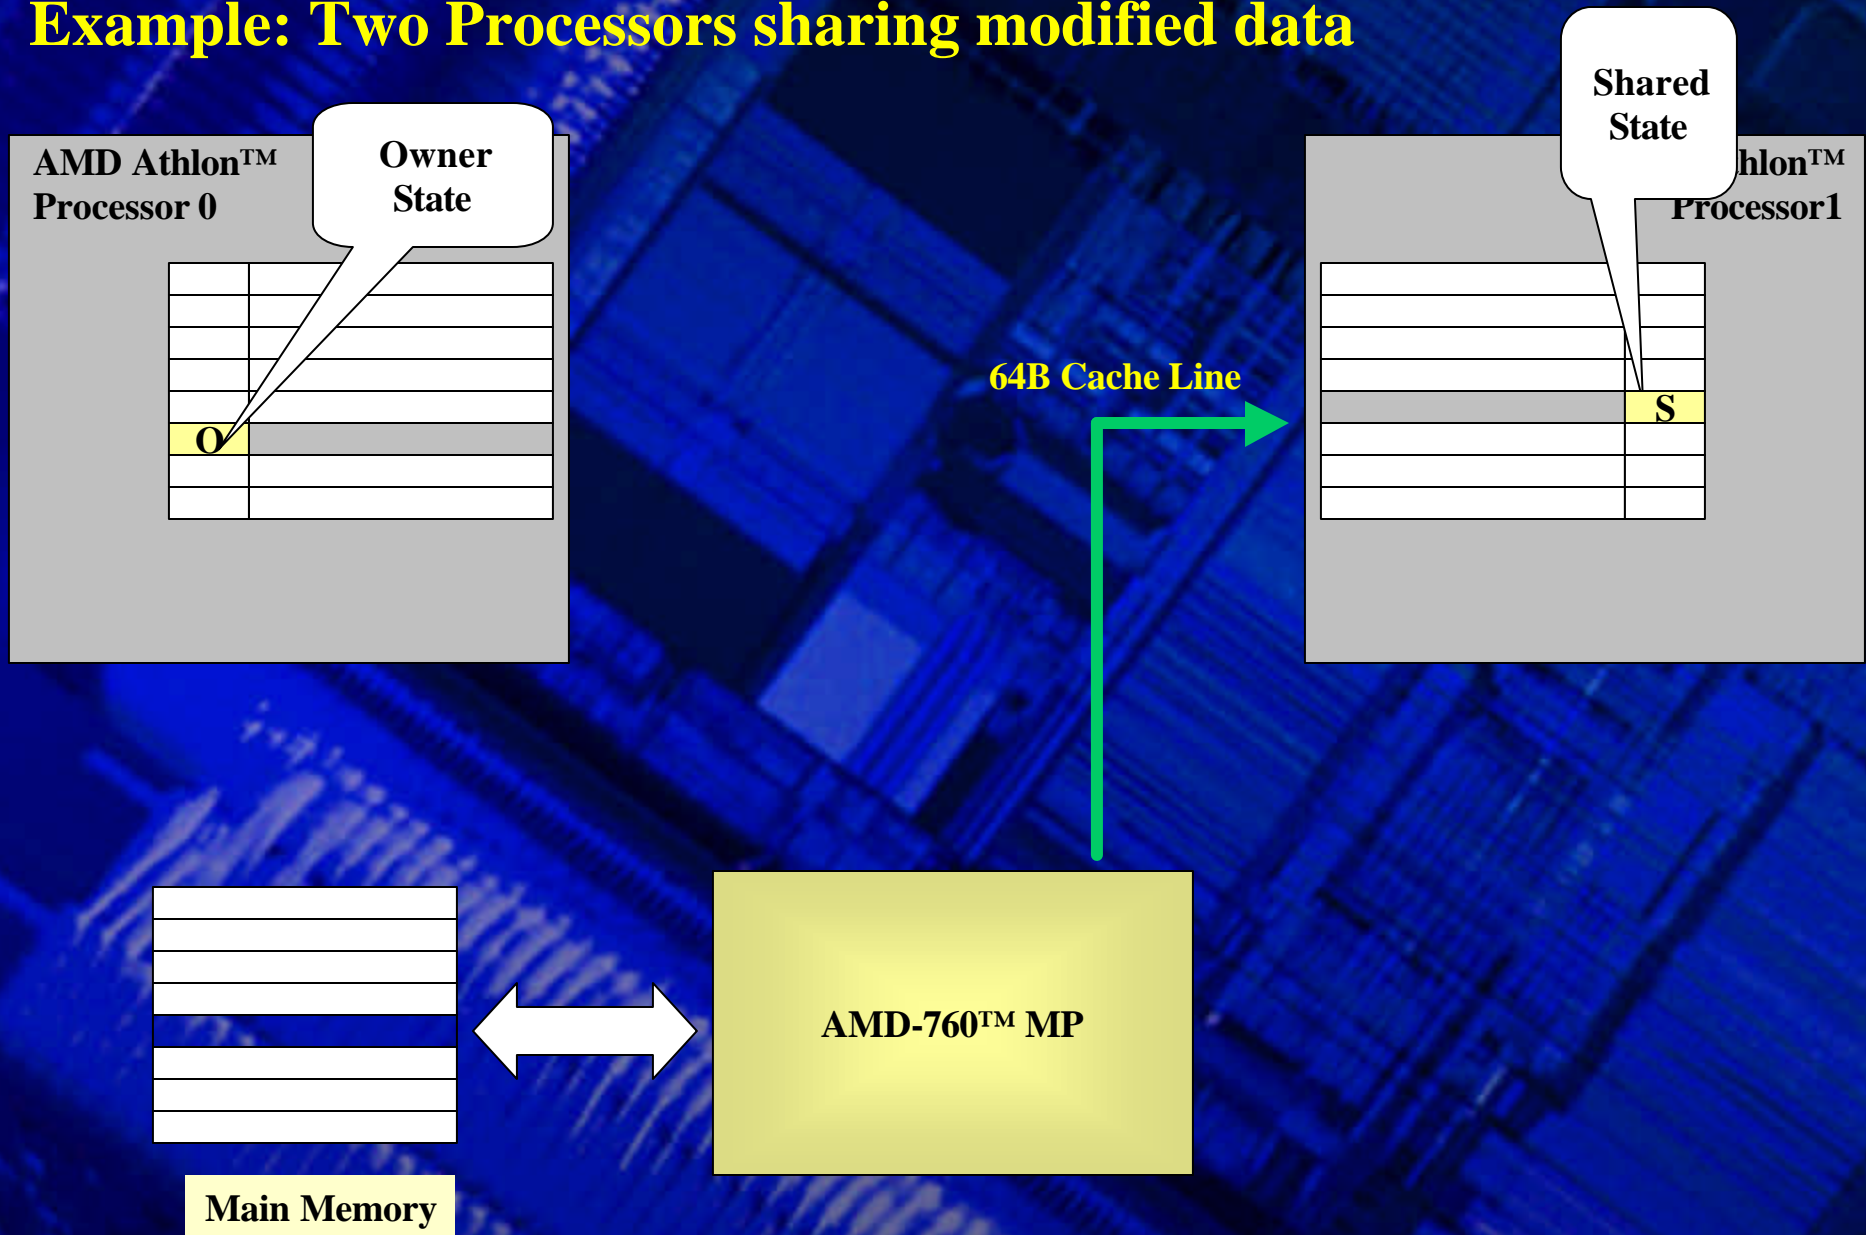 Example: Two Processors sharing modified data
Shared
State
Owner
State
AMD Athlon™
Processor 0
hlon™
Processor1
64B Cache Line
S
O
AMD-760™ MP
Main Memory